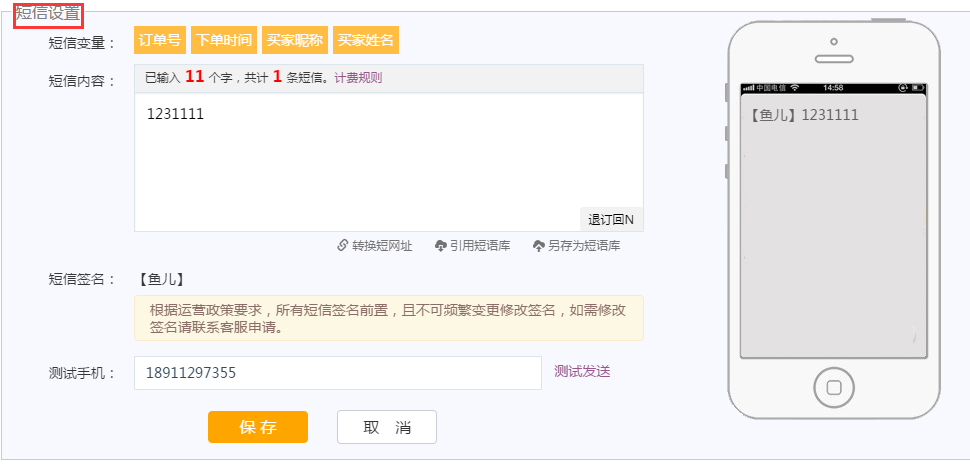 短信设置
短信变量： 订单号 下单时间 买家昵称 买家姓名
短信内容： 已输入 11 个字，共计 1 条短信。计费规则
1231111
退订回N
转换短网址 引用短语库 另存为短语库
短信签名： 【鱼儿】
根据运营政策要求，所有短信签名前置，且不可频繁变更修改签名，如需修改
签名请联系客服申请。
测试手机： 18911297355 测试发送
保存 取 消
中国电信 14:58
【鱼儿】1231111